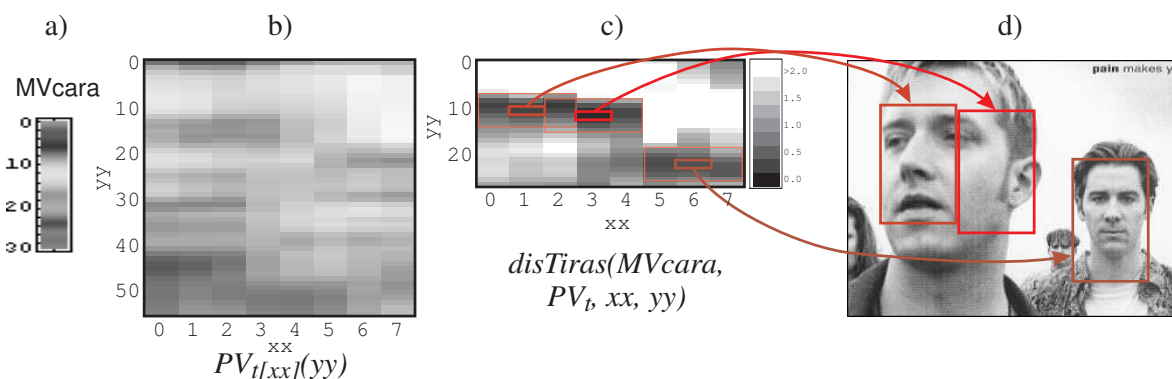 a)
b)
c)
d)
MVcara
0
10
20
30
yy
0
10
20
30
40
50
0 1 2 3 4 5 6 7
xx
PVt[xx](yy)
yy
0
10
20
0 1 2 3 4 5 6 7
xx
>2.0
1.5
1.0
0.5
0.0
disTiras(MVcara,
PVt, xx, yy)
pain makes y